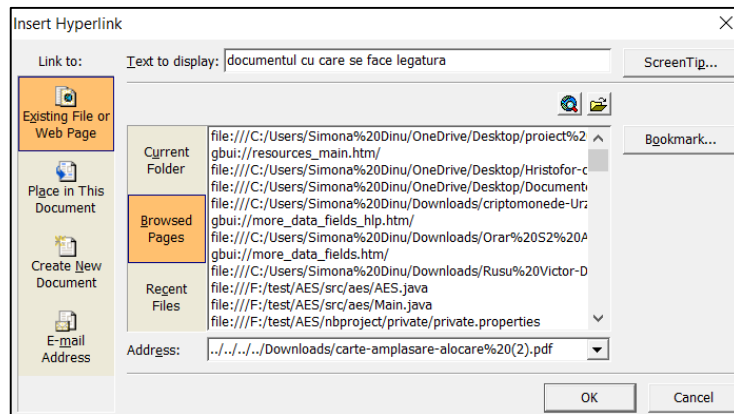 Insert Hyperlink
Link to:
Text to display: documentul cu care se face legatura
ScreenTip...
Existing File or
Web Page
Place in This
Document
Create New
Document
E-mail
Address
Current
Folder
Browsed
Pages
Recent
Files
file:///C:/Users/Simona%20Dinu/OneDrive/Desktop/proiect%2
gbui://resources_main.htm/
file:///C:/Users/Simona%20Dinu/OneDrive/Desktop/Hristofor-c
file:///C:/Users/Simona%20Dinu/OneDrive/Desktop/Document
file:///C:/Users/Simona%20Dinu/Downloads/criptomonede-Urz
gbui://more_data_fields_hlp.htm/
file:///C:/Users/Simona%20Dinu/Downloads/Orar%20S2%20A
gbui://more_data_fields.htm/
file:///C:/Users/Simona%20Dinu/Downloads/Rusu%20Victor-D
file:///F:/test/AES/src/aes/AES.java
file:///F:/test/AES/src/aes/Main.java
file:///F:/test/AES/nbproject/private/private.properties
Bookmark...
Address: ../../../../Downloads/carte-amplasare-alocare%20(2).pdf
OK
Cancel